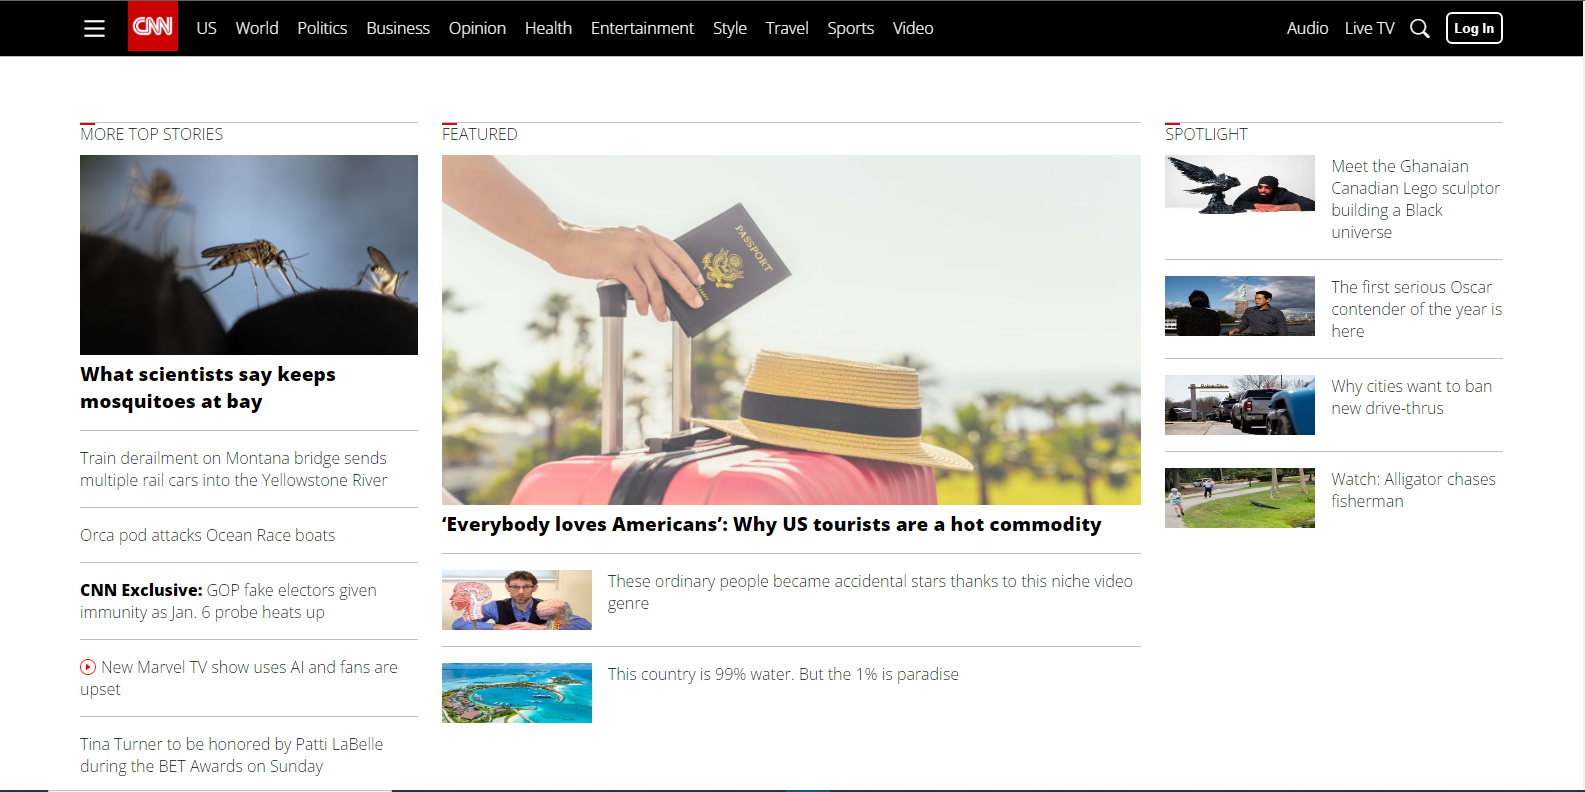 CNN
US
World
Politics
Business
Opinion
Health
Entertainment
Style
Travel
Sports
Video
Audio
Live TV
Log In
MORE TOP STORIES
What scientists say keeps
mosquitoes at bay
Train derailment on Montana bridge sends
multiple rail cars into the Yellowstone River
Orca pod attacks Ocean Race boats
CNN Exclusive: GOP fake electors given
immunity as Jan. 6 probe heats up
New Marvel TV show uses AI and fans are
upset
Tina Turner to be honored by Patti LaBelle
during the BET Awards on Sunday
FEATURED
PASSPORT
‘Everybody loves Americans’: Why US tourists are a hot commodity
These ordinary people became accidental stars thanks to this niche video
genre
This country is 99% water. But the 1% is paradise
SPOTLIGHT
Meet the Ghanaian
Canadian Lego sculptor
building a Black
universe
The first serious Oscar
contender of the year is
here
Why cities want to ban
new drive-thrus
Watch: Alligator chases
fisherman